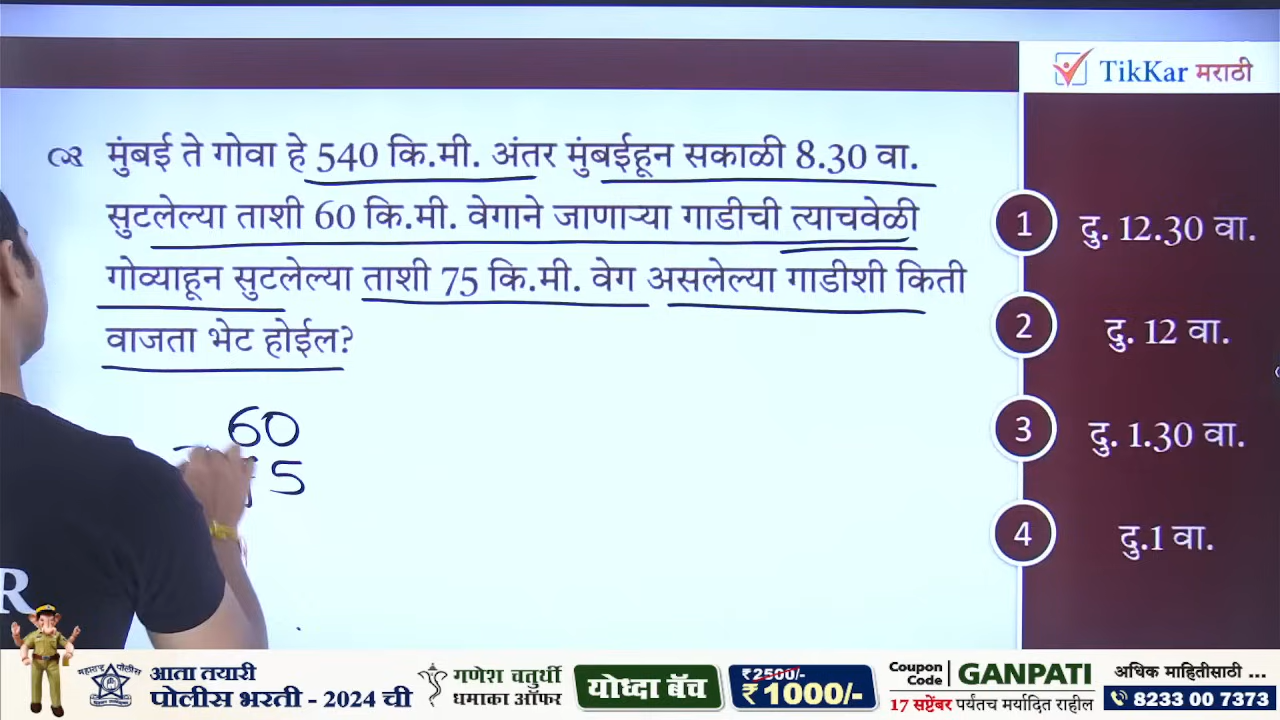 TikKar मराठी
मुंबई ते गोवा हे 540 कि.मी. अंतर मुंबईहून सकाळी 8.30 वा.
सुटलेल्या ताशी 60 कि.मी. वेगाने जाणाऱ्या गाडीची त्याचवेळी
गोव्याहून सुटलेल्या ताशी 75 कि.मी. वेग असलेल्या गाडीशी किती
वाजता भेट होईल?
1 दु. 12.30 वा.
2 दु. 12 वा.
3 दु. 1.30 वा.
4 दु.1 वा.
60
5
R
महाराष्ट्र पोलीस
आता तयारी
पोलीस भरती - 2024 ची
गणेश चतुर्थी
धमाका ऑफर
योध्दा बॅच
₹2500/-
₹1000/-
Coupon Code GANPATI
17 सप्टेंबर पर्यंतच मर्यादित राहील
अधिक माहितीसाठी ...
8233 00 7373